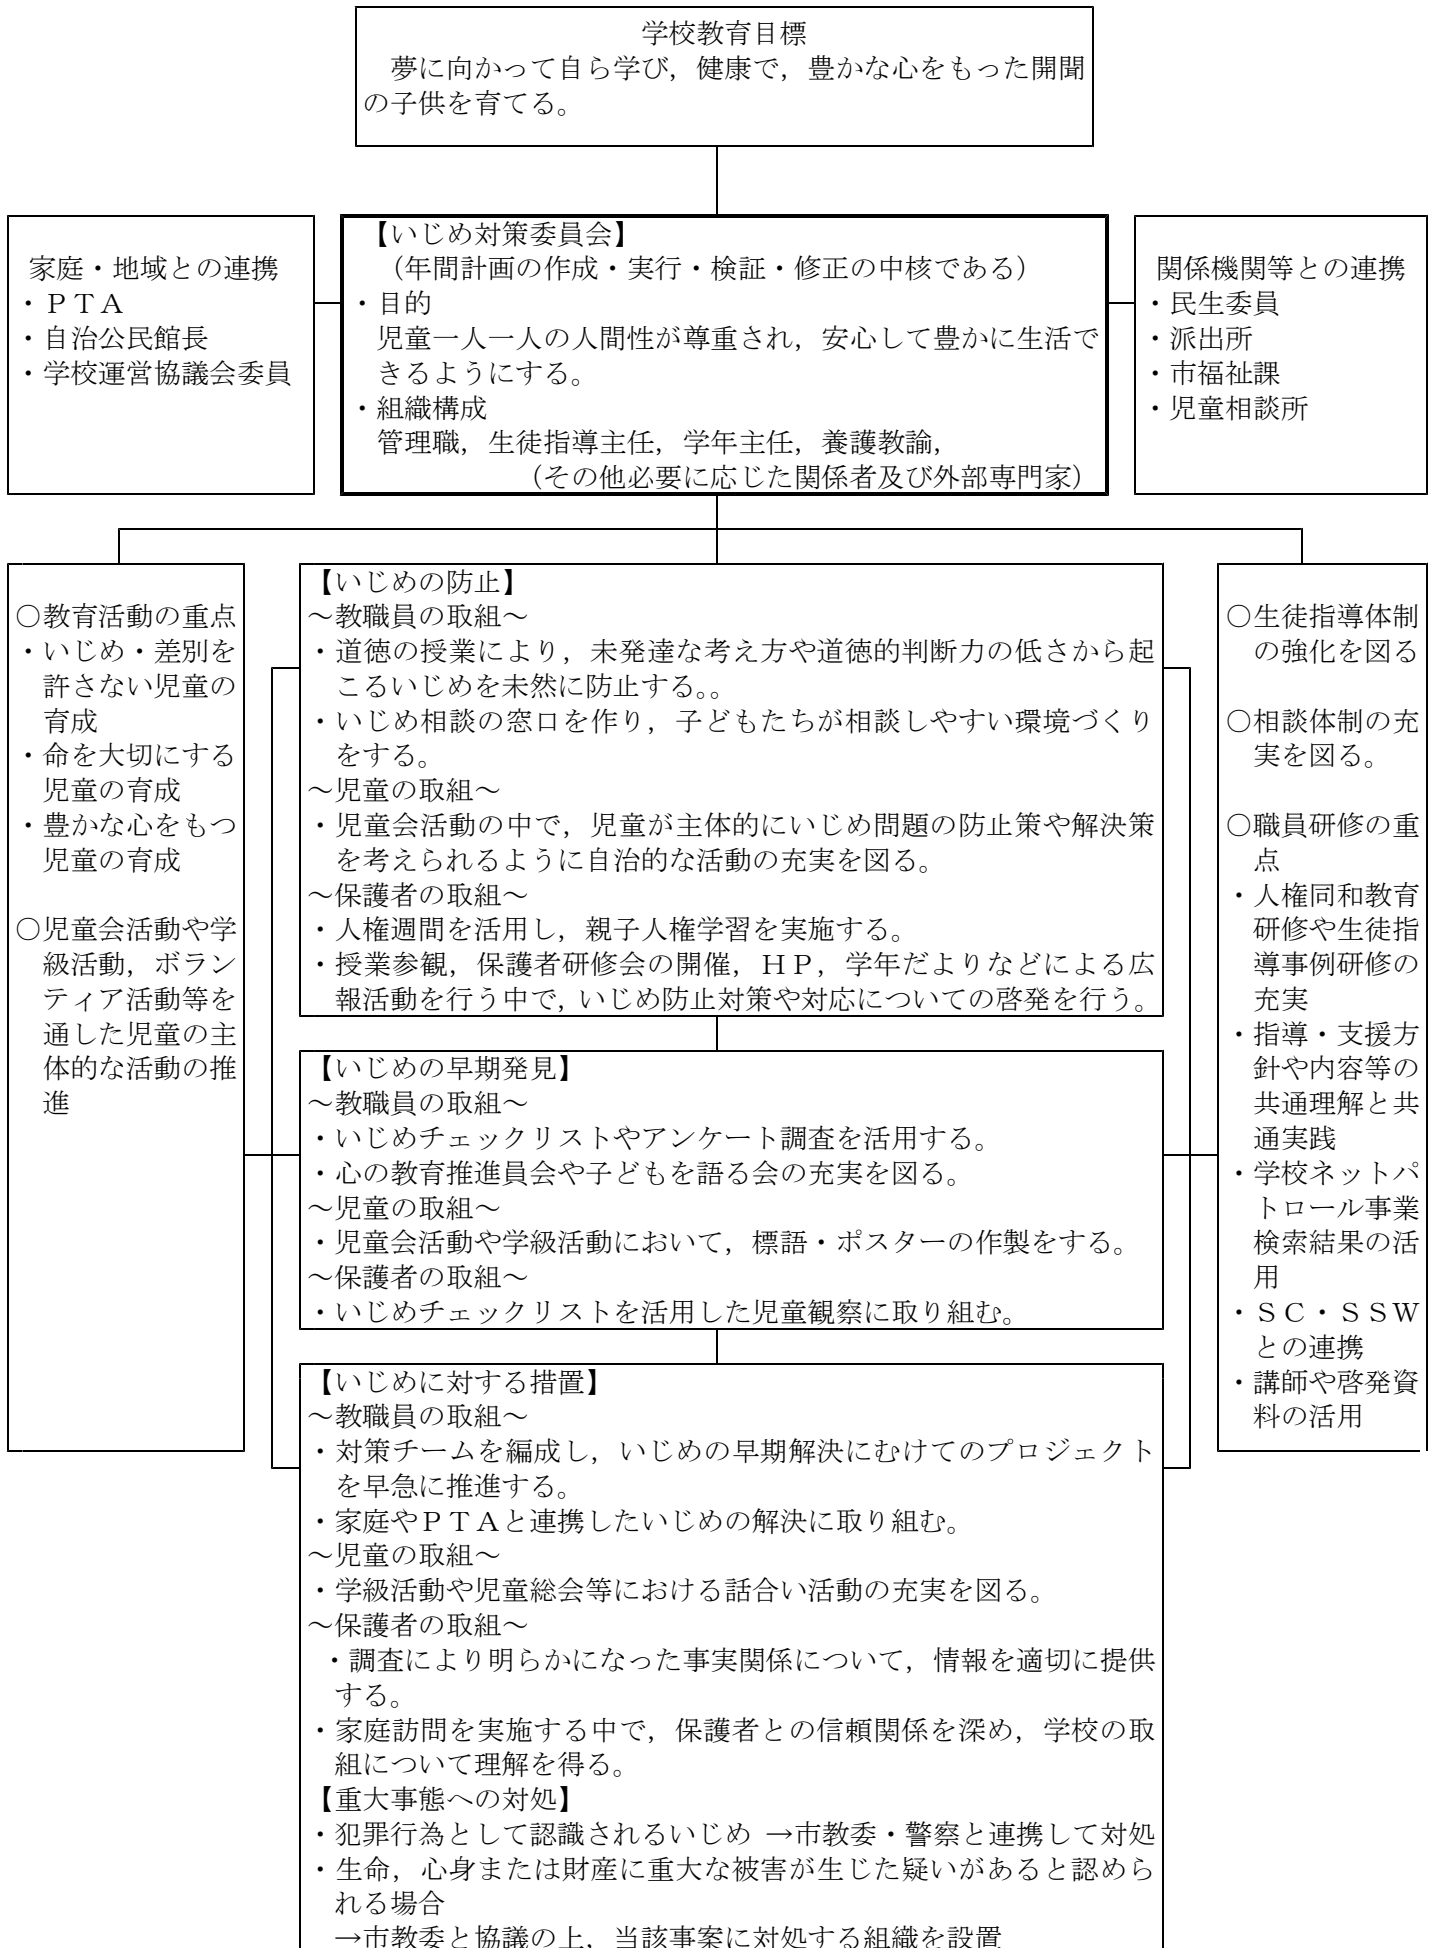 学校教育目標
夢に向かって自ら学び，健康で，豊かな心をもった開聞
の子供を育てる。
家庭・地域との連携
・ＰＴＡ
・自治公民館長
・学校運営協議会委員
【いじめ対策委員会】
（年間計画の作成・実行・検証・修正の中核である）
・目的
児童一人一人の人間性が尊重され，安心して豊かに生活で
きるようにする。
・組織構成
管理職，生徒指導主任，学年主任，養護教諭，
（その他必要に応じた関係者及び外部専門家）
関係機関等との連携
・民生委員
・派出所
・市福祉課
・児童相談所
○教育活動の重点
・いじめ・差別を
許さない児童の
育成
・命を大切にする
児童の育成
・豊かな心をもつ
児童の育成
○児童会活動や学
級活動，ボラン
ティア活動等を
通した児童の主
体的な活動の推
進
【いじめの防止】
～教職員の取組～
・道徳の授業により，未発達な考え方や道徳的判断力の低さから起
こるいじめを未然に防止する。。
・いじめ相談の窓口を作り，子どもたちが相談しやすい環境づくり
をする。
～児童の取組～
・児童会活動の中で，児童が主体的にいじめ問題の防止策や解決策
を考えられるように自治的な活動の充実を図る。
～保護者の取組～
・人権週間を活用し，親子人権学習を実施する。
・授業参観，保護者研修会の開催，ＨＰ，学年だよりなどによる広
報活動を行う中で，いじめ防止対策や対応についての啓発を行う。
【いじめの早期発見】
～教職員の取組～
・いじめチェックリストやアンケート調査を活用する。
・心の教育推進員会や子どもを語る会の充実を図る。
～児童の取組～
・児童会活動や学級活動において，標語・ポスターの作製をする。
～保護者の取組～
・いじめチェックリストを活用した児童観察に取り組む。
【いじめに対する措置】
～教職員の取組～
・対策チームを編成し，いじめの早期解決にむけてのプロジェクト
を早急に推進する。
・家庭やＰＴＡと連携したいじめの解決に取り組む。
～児童の取組～
・学級活動や児童総会等における話合い活動の充実を図る。
～保護者の取組～
・調査により明らかになった事実関係について，情報を適切に提供
する。
・家庭訪問を実施する中で，保護者との信頼関係を深め，学校の取
組について理解を得る。
【重大事態への対処】
・犯罪行為として認識されるいじめ →市教委・警察と連携して対処
・生命，心身または財産に重大な被害が生じた疑いがあると認めら
れる場合
→市教委と協議の上，当該事案に対処する組織を設置
○生徒指導体制
の強化を図る
○相談体制の充
実を図る。
○職員研修の重
点
・人権同和教育
研修や生徒指
導事例研修の
充実
・指導・支援方
針や内容等の
共通理解と共
通実践
・学校ネットパ
トロール事業
検索結果の活
用
・ＳＣ・ＳＳＷ
との連携
・講師や啓発資
料の活用